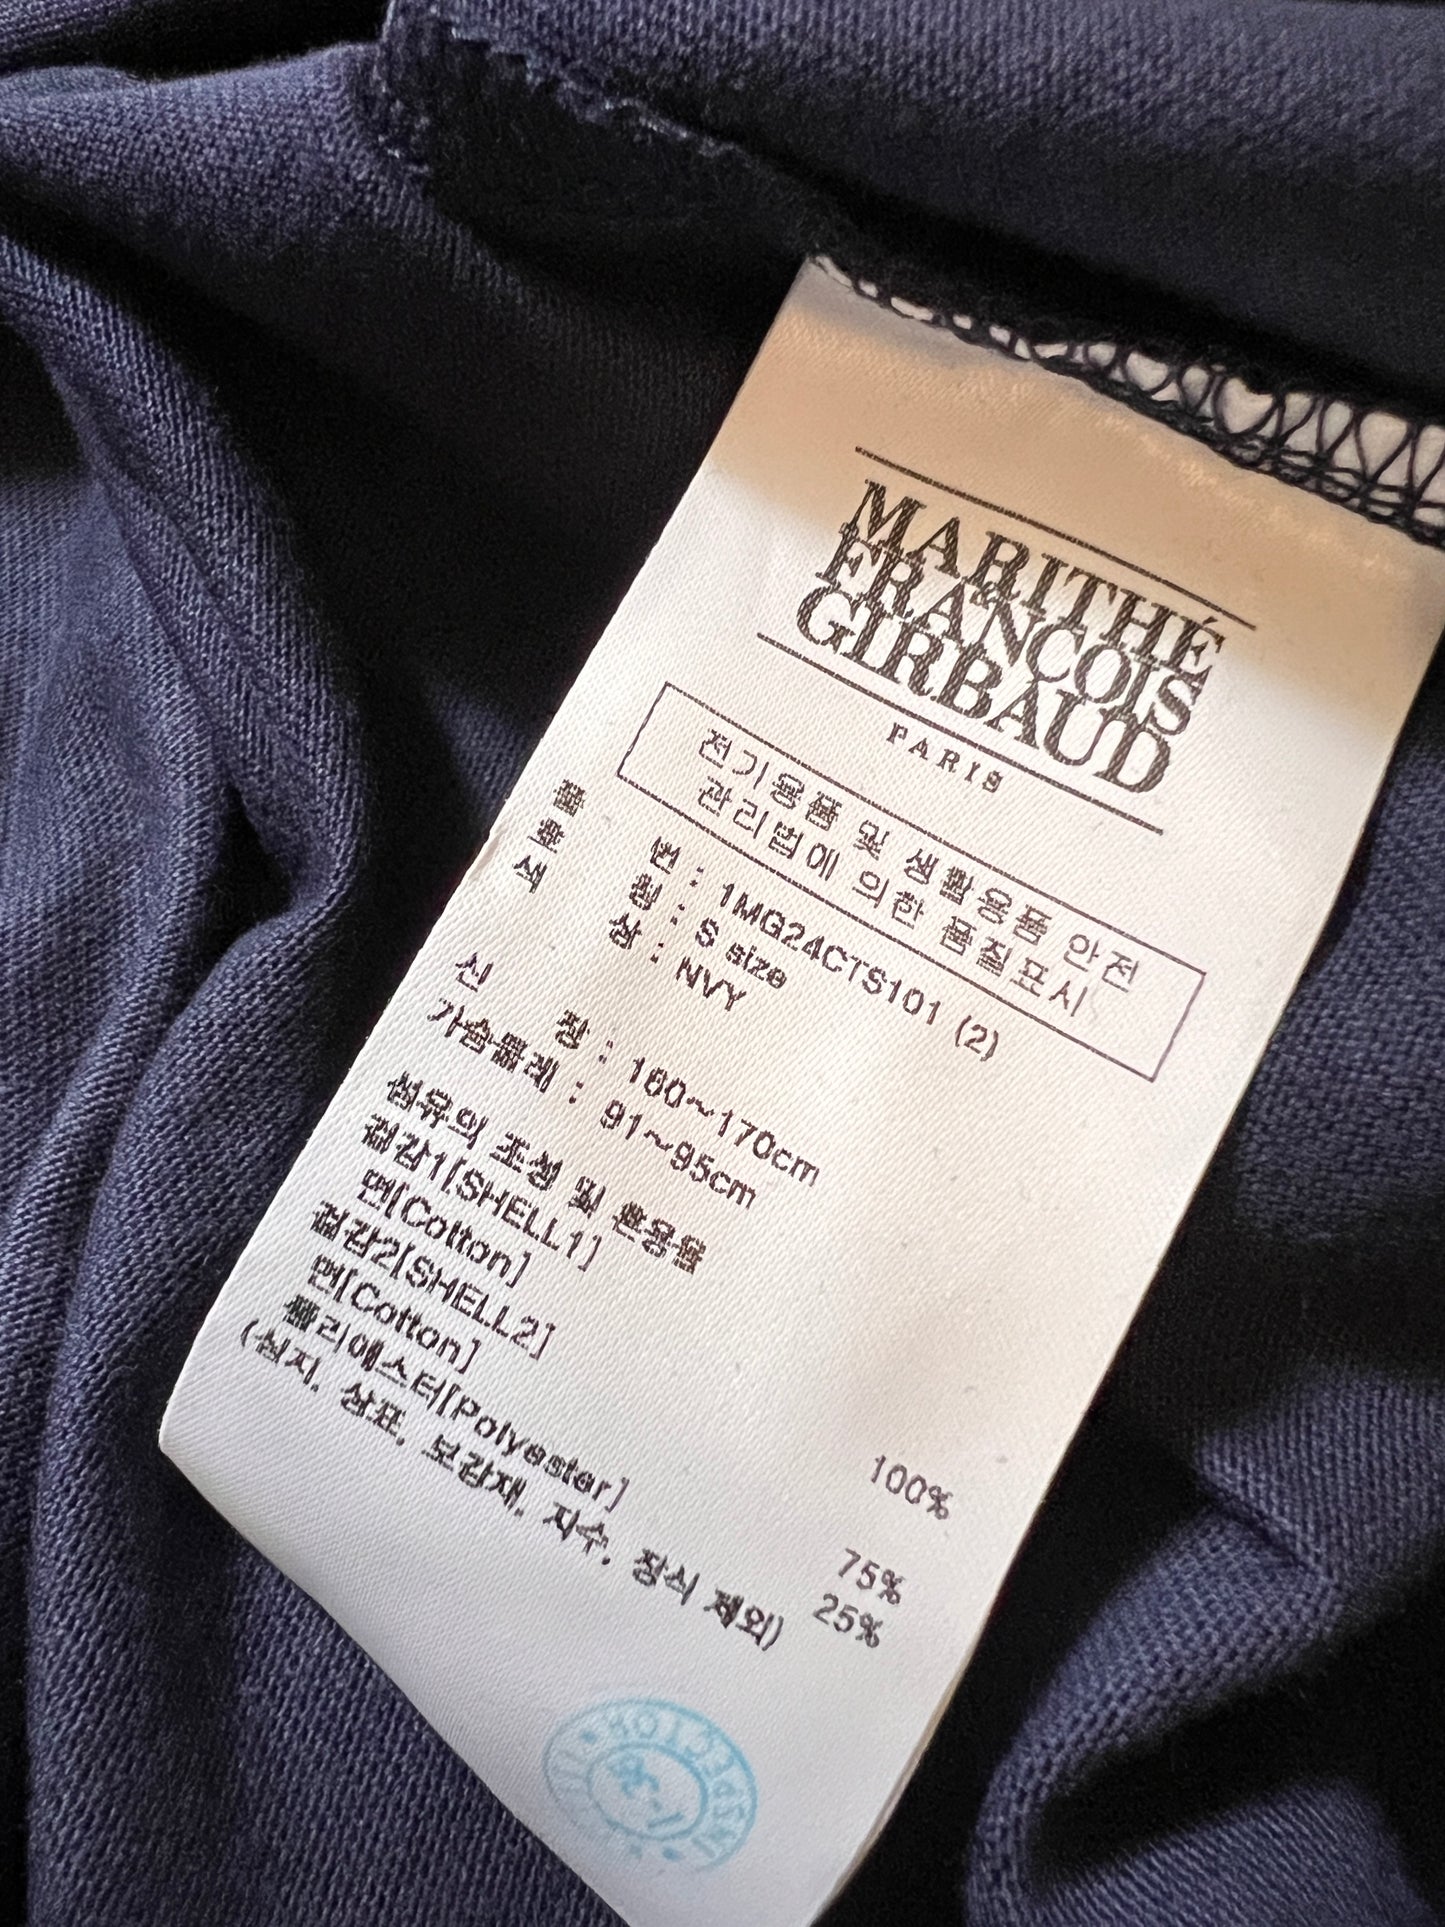 MARITHÉ
FRANÇOIS
GIRBAUD
PARIS
전기용품 및 생활용품 안전
관리법에 의한 품질표시
품 번 : 1MG24CTS101 (2)
호 칭 : S size
색 상 : NVY
신 장 : 160~170cm
가슴둘레 : 91~95cm
섬유의 조성 및 혼용율
겉감1[SHELL1]
면[Cotton] 100%
겉감2[SHELL2]
면[Cotton] 75%
폴리에스터[Polyester] 25%
(심지, 상표, 보강재, 자수, 장식 제외)
INSPECTION